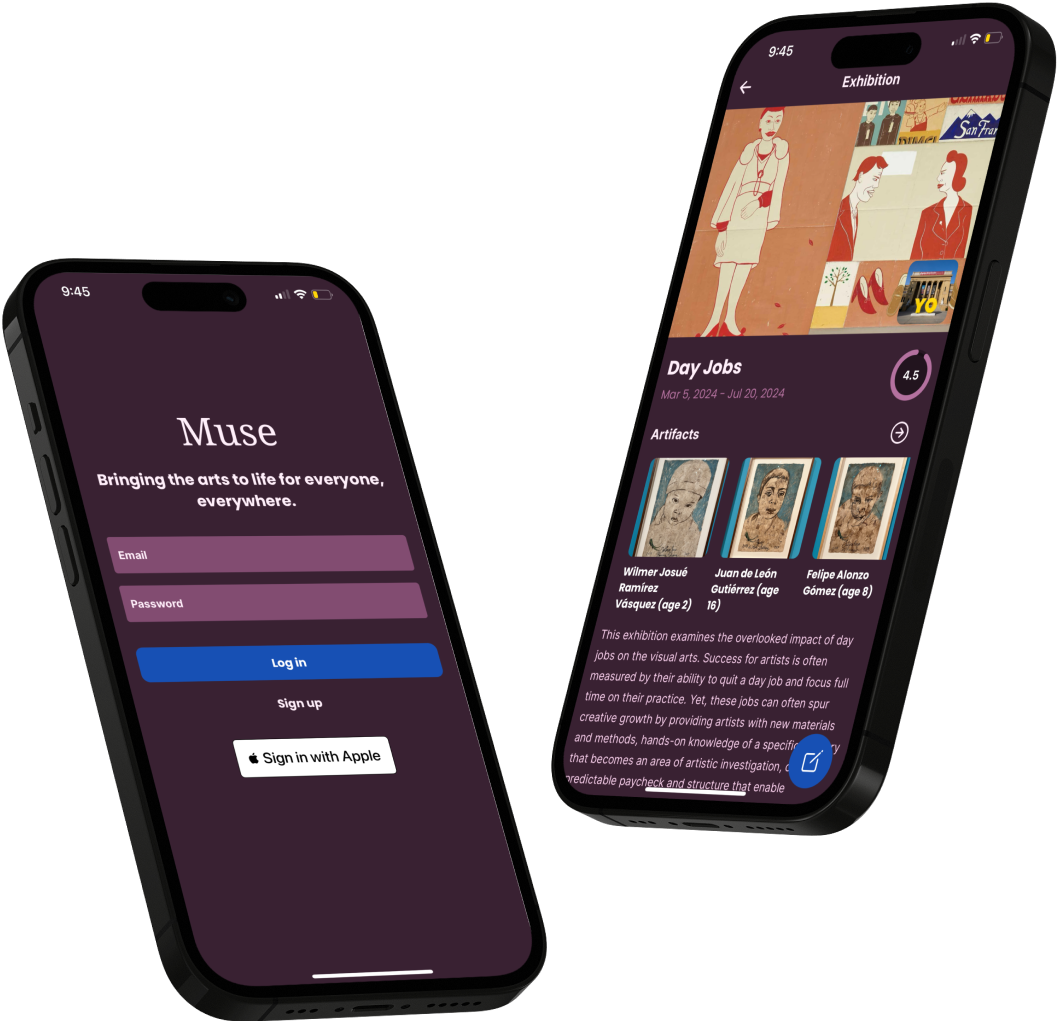 9:45
Muse
Bringing the arts to life for everyone,
everywhere.
Email
Password
Log in
Sign up
Sign in with Apple
9:45
Exhibition
San Fran
YO
Day Jobs
Mar 5, 2024 - Jul 20, 2024
4.5
Artifacts
Wilmer Josué
Ramírez
Vásquez (age 2)
Juan de León
Gutiérrez (age
16)
Felipe Alonzo
Gómez (age 8)
This exhibition examines the overlooked impact of day
jobs on the visual arts. Success for artists is often
measured by their ability to quit a day job and focus full
time on their practice. Yet, these jobs can often spur
creative growth by providing artists with new materials
and methods, hands-on knowledge of a specific
that becomes an area of artistic investigation,
predictable paycheck and structure that enable